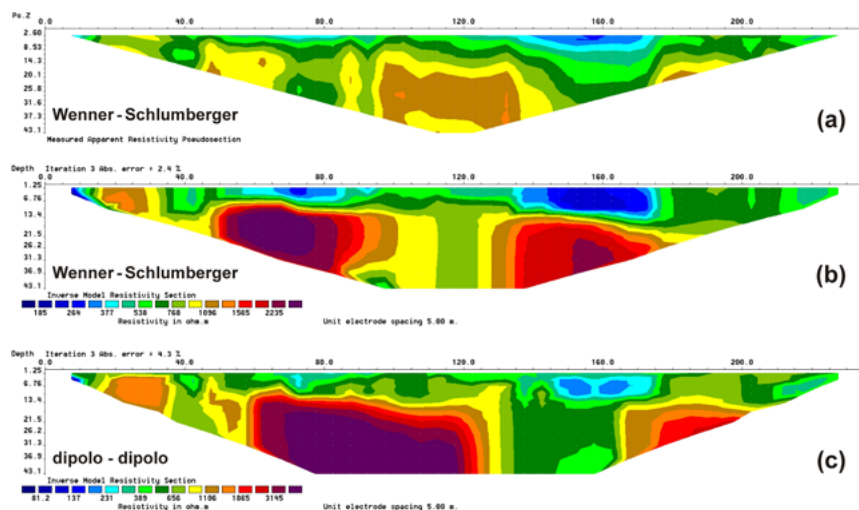 Ps.Z 0.0 40.0 80.0 120.0 160.0 200.0
2.60
8.53
14.3
20.1
25.8
31.6
37.3
43.1
Wenner - Schlumberger
(a)
Measured Apparent Resistivity Pseudosection
Depth Iteration 3 Abs. error = 2.4 %
0.0 40.0 80.0 120.0 160.0 200.0
1.25
6.76
13.4
21.5
26.2
31.3
36.9
43.1
Wenner - Schlumberger
(b)
Inverse Model Resistivity Section
185 264 377 538 768 1096 1565 2235
Resistivity in ohm.m Unit electrode spacing 5.00 m.
Depth Iteration 3 Abs. error = 4.3 %
0.0 40.0 80.0 120.0 160.0 200.0
1.25
6.76
13.4
21.5
26.2
31.3
36.9
43.1
dipolo - dipolo
(c)
Inverse Model Resistivity Section
81.2 137 231 389 656 1106 1865 3145
Resistivity in ohm.m Unit electrode spacing 5.00 m.